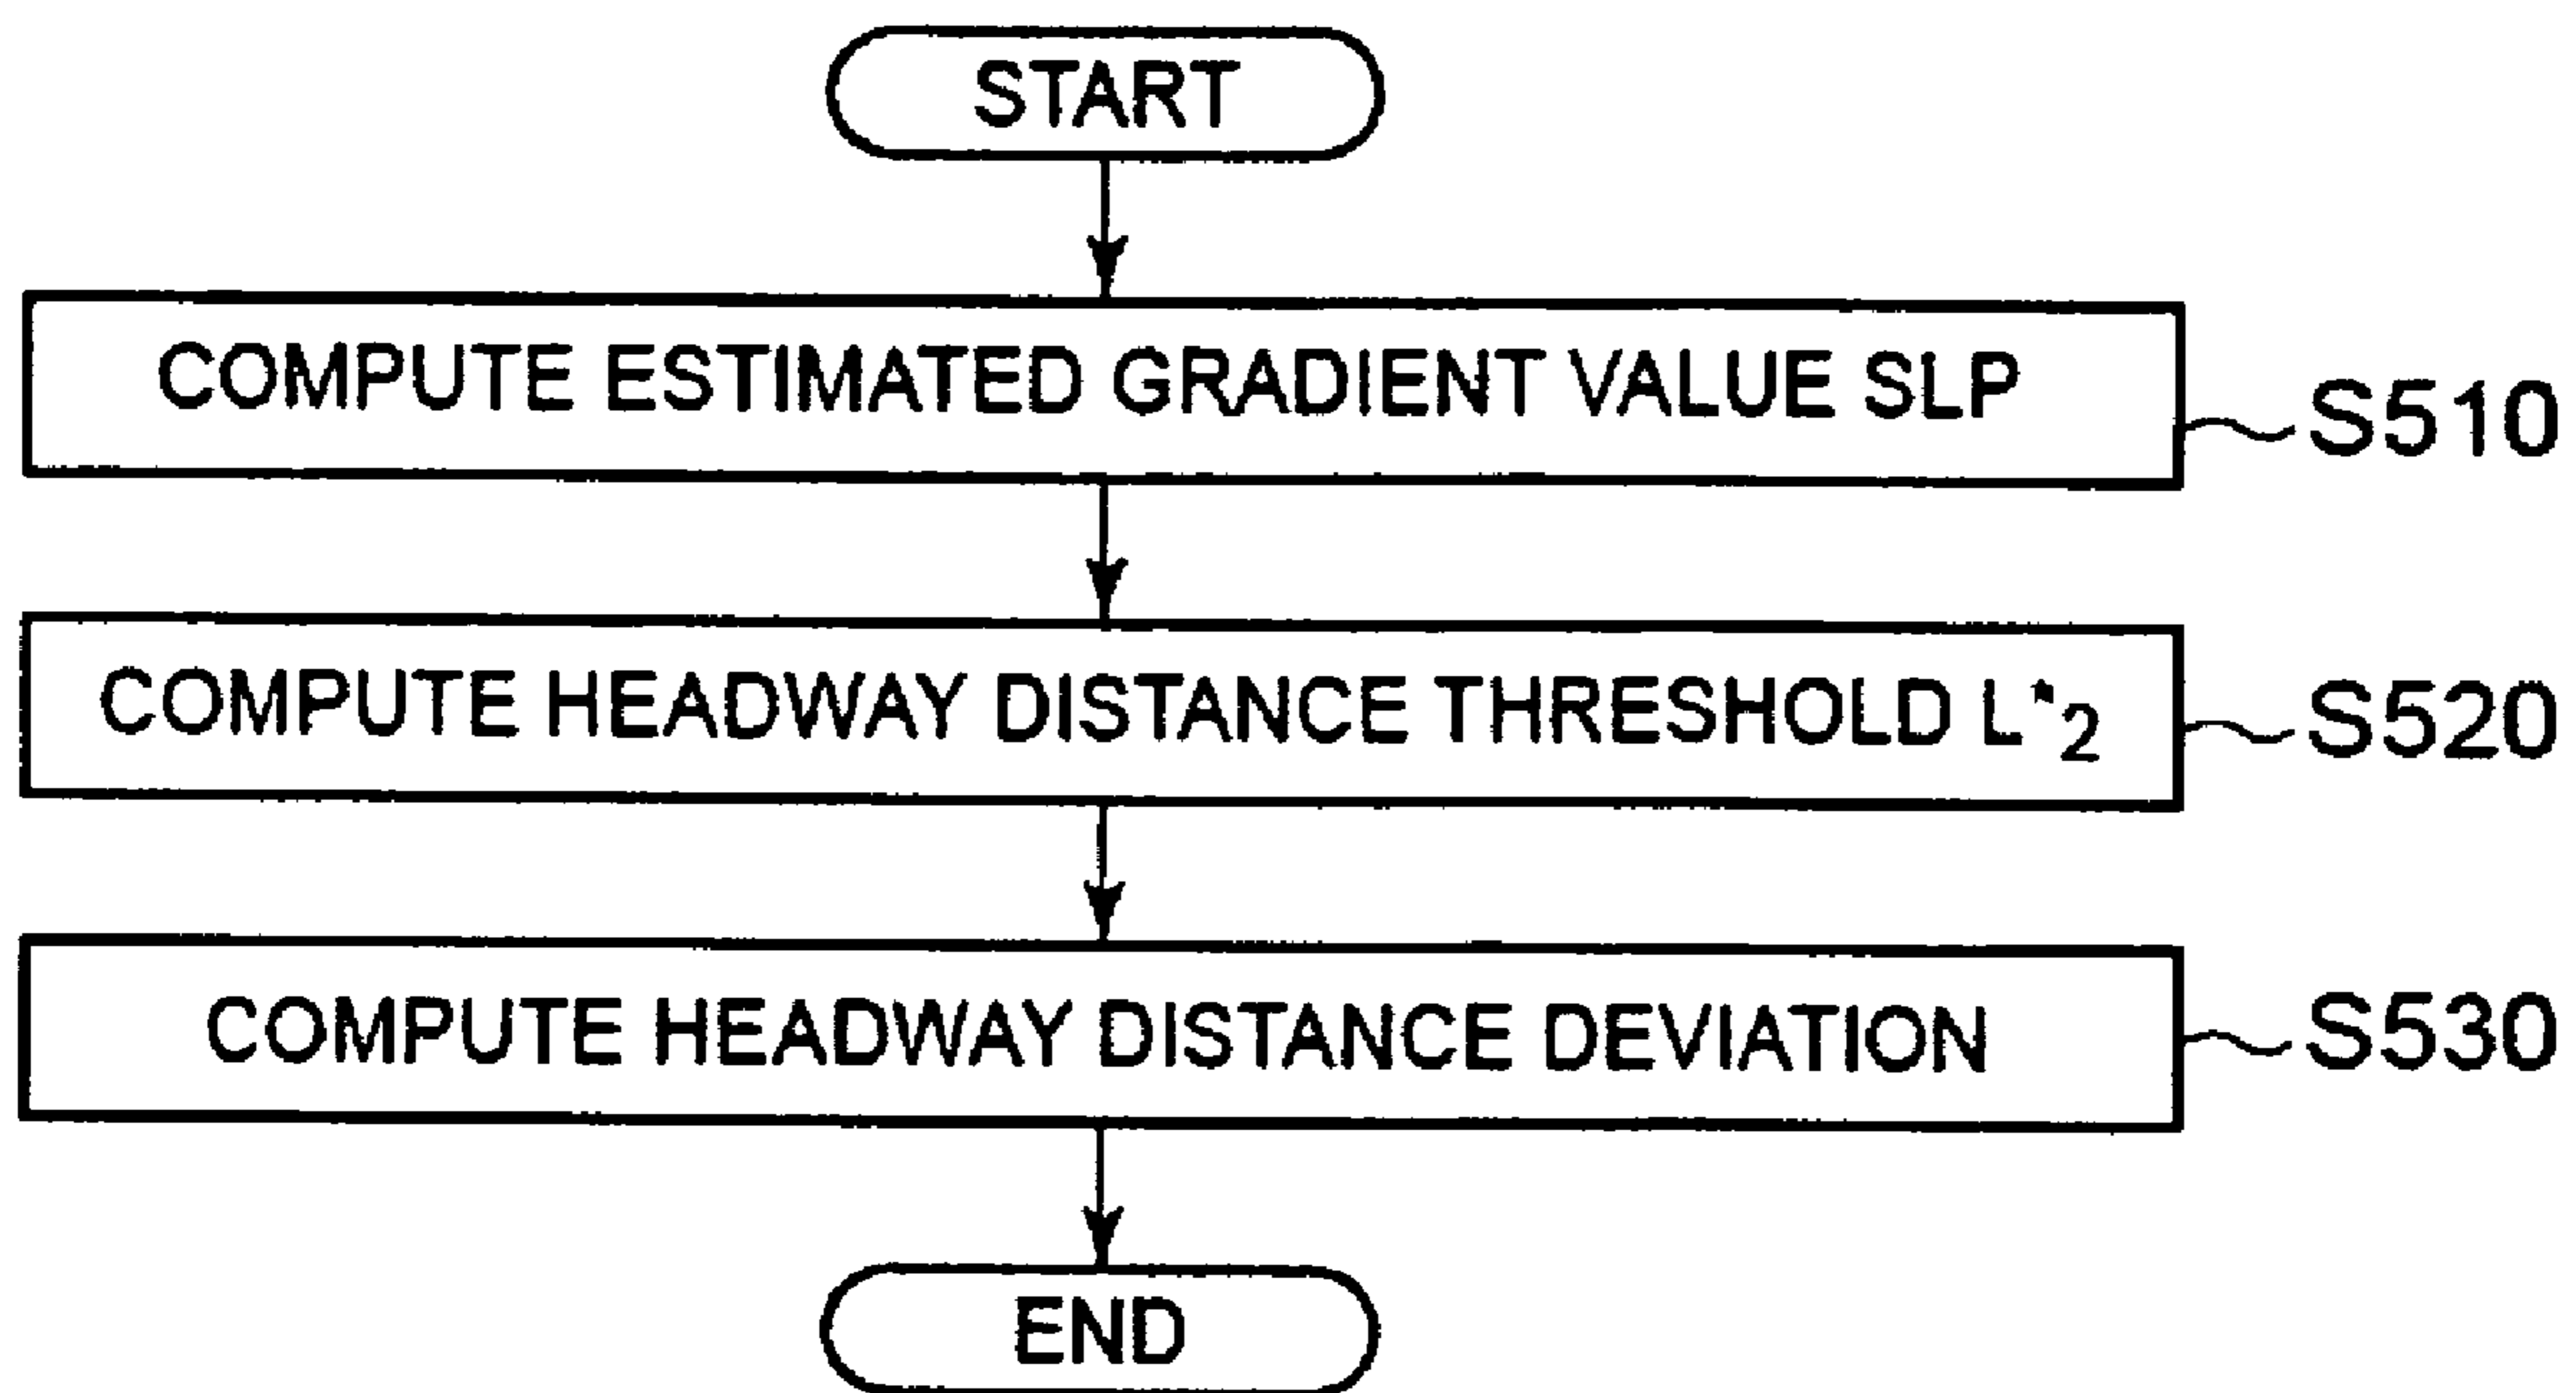 START
COMPUTE ESTIMATED GRADIENT VALUE SLP
S510
COMPUTE HEADWAY DISTANCE THRESHOLD L*2
S520
COMPUTE HEADWAY DISTANCE DEVIATION
S530
END